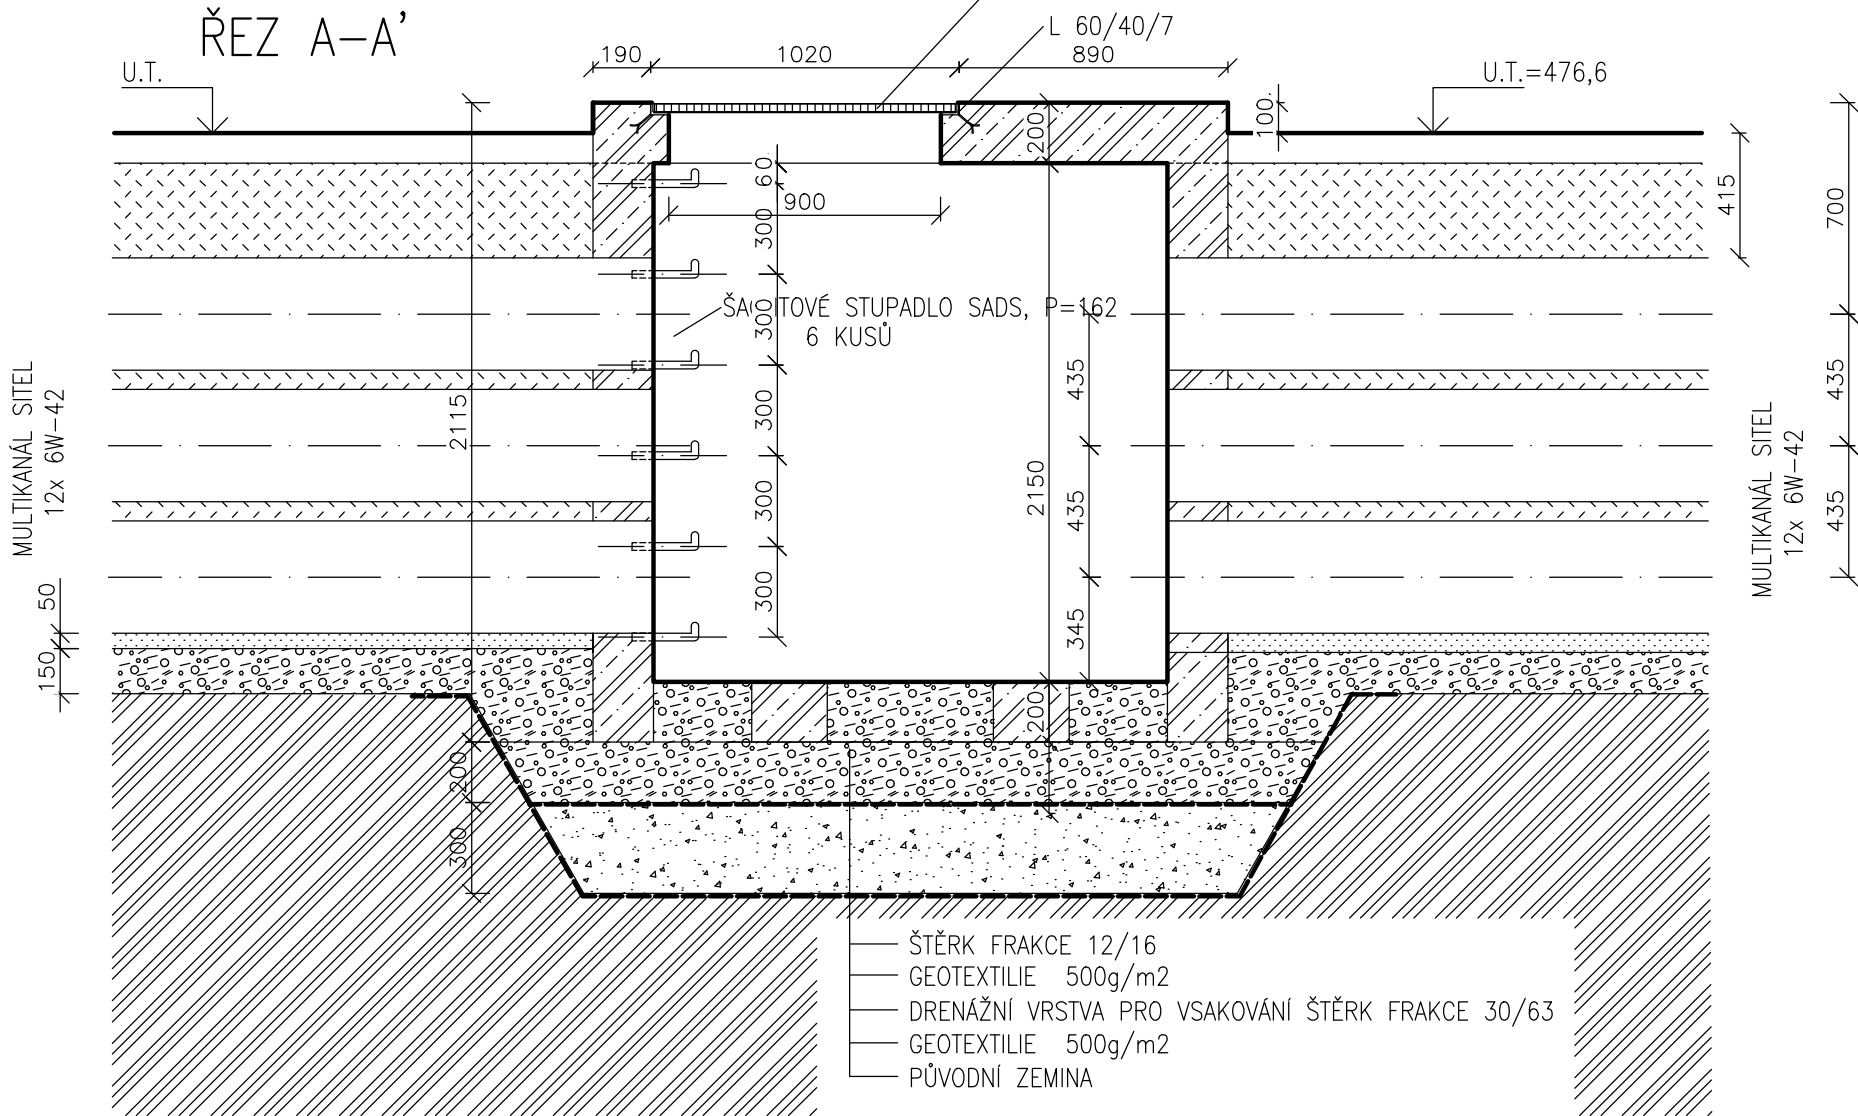 ŘEZ A-A'
L 60/40/7
190
1020
890
U.T.
U.T.=476,6
100
200
60
900
415
700
300
300
300
300
300
STUPADLO SADS, P=162
6 KUSŮ
2115
2150
435
435
345
435
435
MULTIKANÁL SITEL
12x 6W-42
MULTIKANÁL SITEL
12x 6W-42
50
150
200
200
300
ŠTĚRK FRAKCE 12/16
GEOTEXTILIE 500g/m2
DRENÁŽNÍ VRSTVA PRO VSAKOVÁNÍ ŠTĚRK FRAKCE 30/63
GEOTEXTILIE 500g/m2
PŮVODNÍ ZEMINA